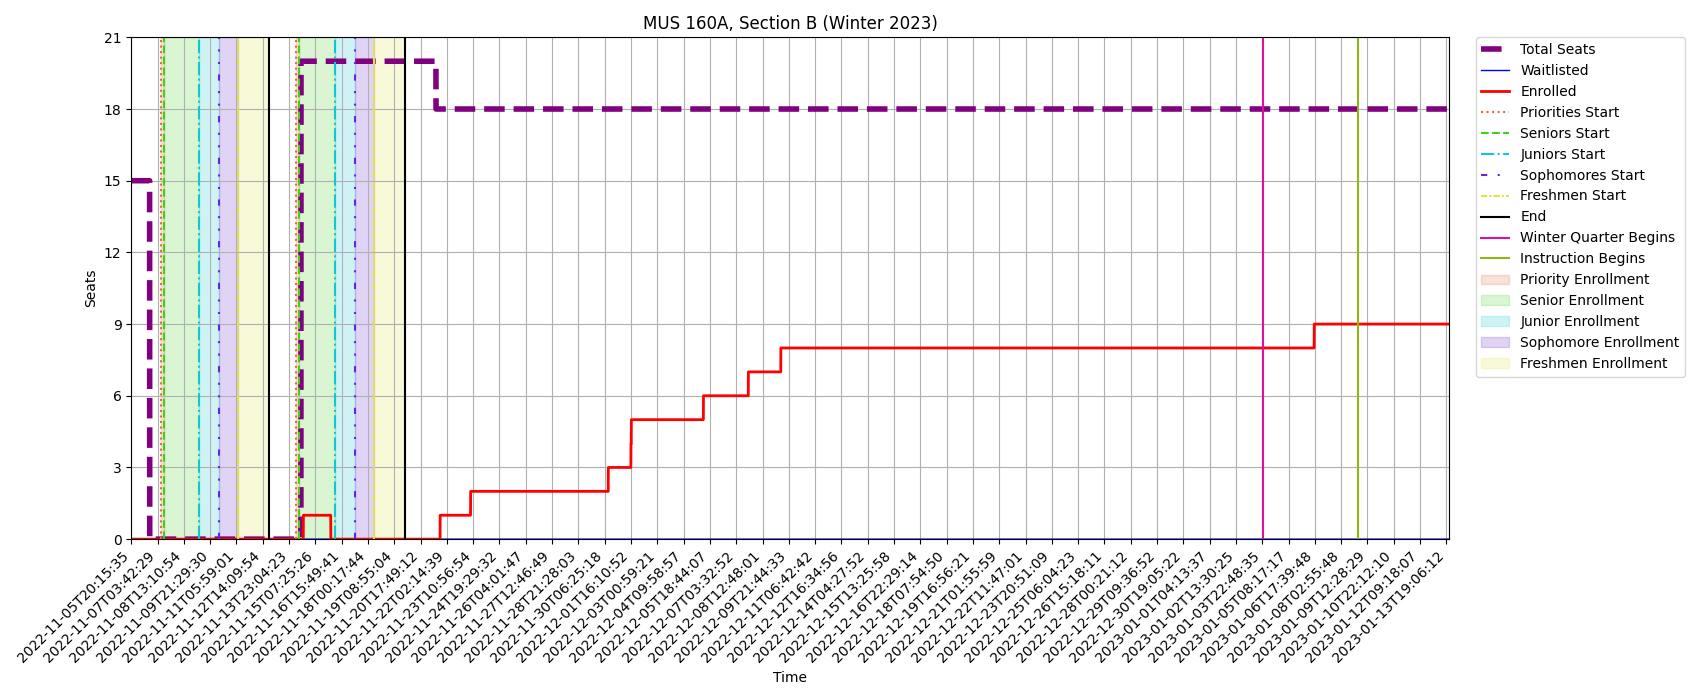 MUS 160A, Section B (Winter 2023)
21
18
15
12
9
6
3
0
Seats
2022-11-05T20:15:35
2022-11-07T03:42:29
2022-11-08T13:10:54
2022-11-09T21:29:30
2022-11-11T05:59:01
2022-11-12T14:09:54
2022-11-13T23:04:23
2022-11-15T07:25:26
2022-11-16T15:49:41
2022-11-18T00:17:44
2022-11-19T08:55:04
2022-11-20T17:49:12
2022-11-22T02:14:39
2022-11-23T10:56:54
2022-11-24T19:29:32
2022-11-26T04:01:47
2022-11-27T12:46:49
2022-11-28T21:28:03
2022-11-30T06:25:18
2022-12-01T16:10:52
2022-12-03T00:59:21
2022-12-04T09:58:57
2022-12-05T18:44:07
2022-12-07T03:32:52
2022-12-08T12:48:01
2022-12-09T21:44:33
2022-12-11T06:42:42
2022-12-12T16:34:56
2022-12-14T04:27:52
2022-12-15T13:25:58
2022-12-16T22:29:14
2022-12-18T07:54:50
2022-12-19T16:56:21
2022-12-21T01:55:59
2022-12-22T11:47:01
2022-12-23T20:51:09
2022-12-25T06:04:23
2022-12-26T15:18:11
2022-12-28T00:21:12
2022-12-29T09:36:52
2022-12-30T19:05:22
2023-01-01T04:13:37
2023-01-02T13:30:25
2023-01-03T22:48:35
2023-01-05T08:17:17
2023-01-06T17:39:48
2023-01-08T02:55:48
2023-01-09T12:28:29
2023-01-10T22:12:10
2023-01-12T09:18:07
2023-01-13T19:06:12
Time
Total Seats
Waitlisted
Enrolled
Priorities Start
Seniors Start
Juniors Start
Sophomores Start
Freshmen Start
End
Winter Quarter Begins
Instruction Begins
Priority Enrollment
Senior Enrollment
Junior Enrollment
Sophomore Enrollment
Freshmen Enrollment